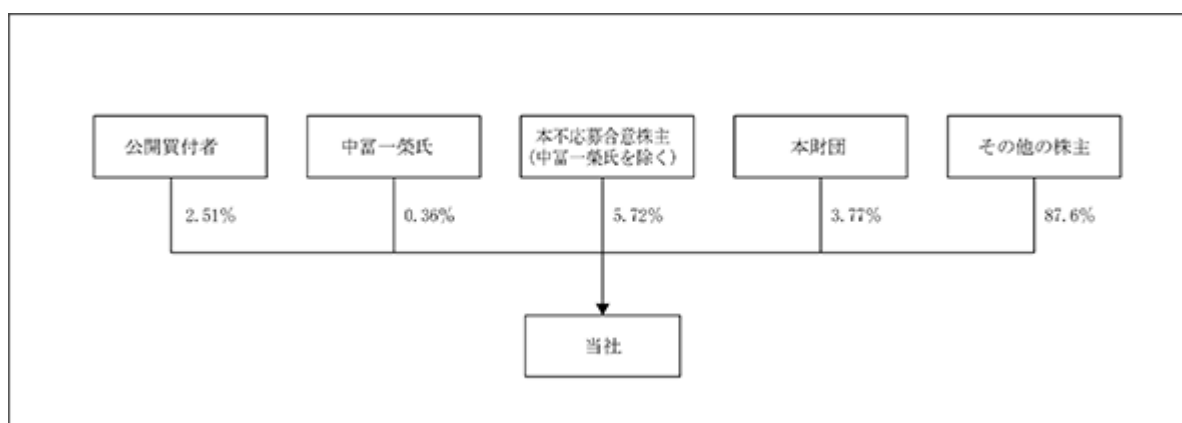 公開買付者
中冨一榮氏
本不応募合意株主
(中冨一榮氏を除く)
本財団
その他の株主
2.51%
0.36%
5.72%
3.77%
87.6%
当社